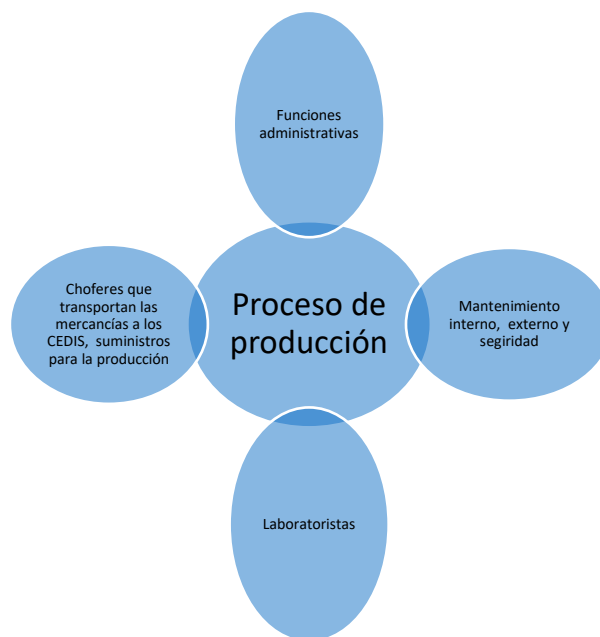 Funciones
administrativas
Choferes que
transportan las
mercancías a los
CEDIS, suministros
para la producción
Proceso de
producción
Mantenimiento
interno, externo y
segiridad
Laboratoristas